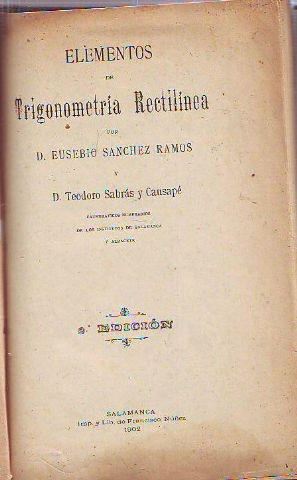 ELEMENTOS
DE
Trigonometría Rectilínea
POR
D. EUSEBIO SANCHEZ RAMOS
Y
D. Teodoro Sabrás y Causapé
CATEDRÁTICOS NUMERARIOS
DE LOS INSTITUTOS DE SALAMANCA
Y ALBACETE
2.ª EDICIÓN
SALAMANCA
Imp. y Lib. de Francisco Núñez
1902